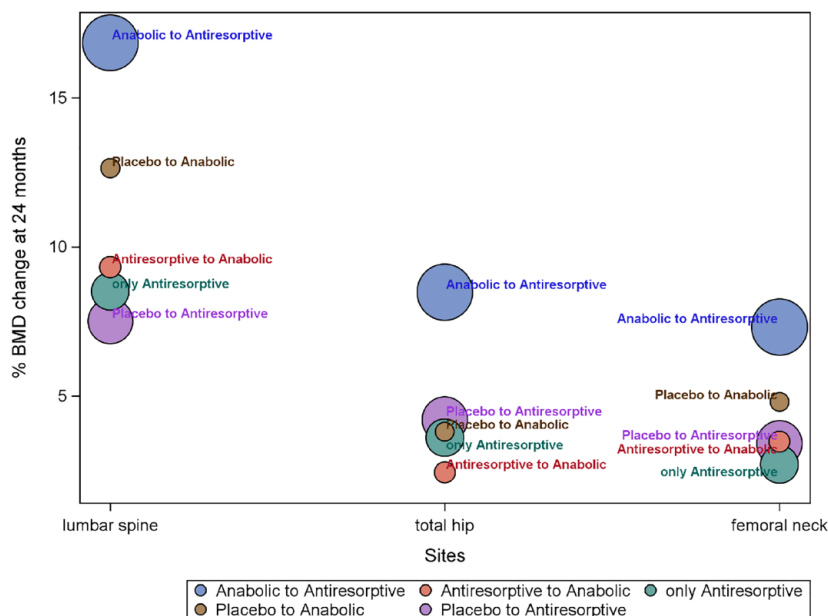 Anabolic to Antiresorptive
15
Placebo to Anabolic
% BMD change at 24 months
10
Antiresorptive to Anabolic
only Antiresorptive
Anabolic to Antiresorptive
Placebo to Antiresorptive
Anabolic to Antiresorptive
5
Placebo to Anabolic
Placebo to Antiresorptive
Placebo to Anabolic
Placebo to Antiresorptive
only Antiresorptive
Antiresorptive to Anabolic
Antiresorptive to Anabolic
only Antiresorptive
lumbar spine total hip femoral neck
Sites
Anabolic to Antiresorptive Antiresorptive to Anabolic only Antiresorptive
Placebo to Anabolic Placebo to Antiresorptive